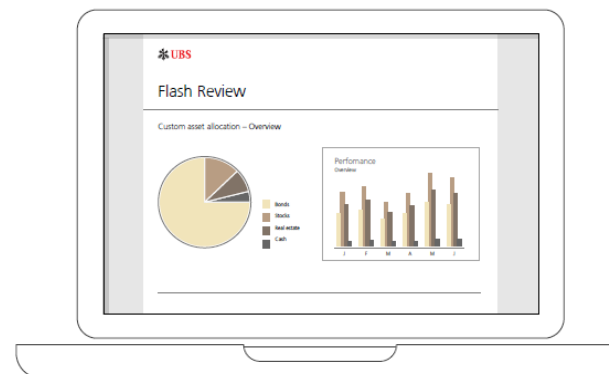 UBS
Flash Review
Custom asset allocation – Overview
Bonds
Stocks
Real estate
Cash
Perfomance
Overview
J F M A M J